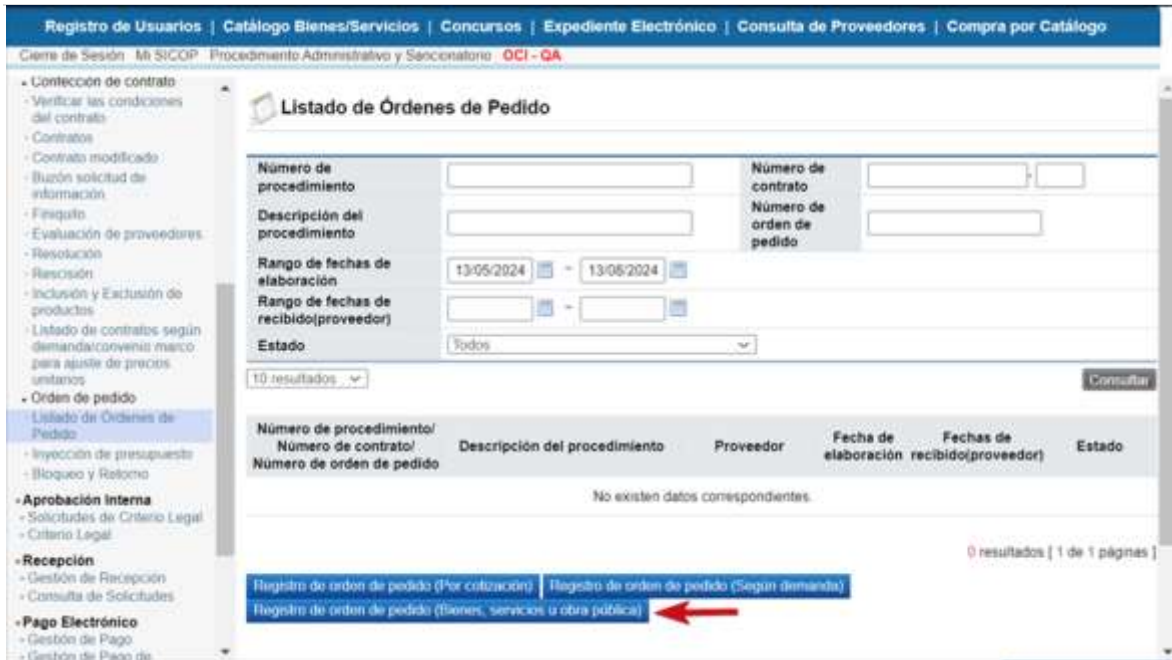 Registro de Usuarios | Catálogo Bienes/Servicios | Concursos | Expediente Electrónico | Consulta de Proveedores | Compra por Catálogo
Cierre de Sesión Mi SICOP Procedimiento Administrativo y Sancionatorio OCI - QA
Confección de contrato
Verificar las condiciones
del contrato
Contratos
Contrato modificado
Buzón solicitud de
información
Finiquito
Evaluación de proveedores
Resolución
Rescisión
Inclusión y Exclusión de
productos
Listado de contratos según
demanda/convenio marco
para ajuste de precios
unitarios
Orden de pedido
Listado de Órdenes de
Pedido
Inyección de presupuesto
Bloqueo y Retorno
Aprobación Interna
Solicitudes de Criterio Legal
Criterio Legal
Recepción
Gestión de Recepción
Consulta de Solicitudes
Pago Electrónico
Gestión de Pago
Gestión de Pago de
Listado de Órdenes de Pedido
Número de
procedimiento
Número de
contrato
-
Descripción del
procedimiento
Número de
orden de
pedido
Rango de fechas de
elaboración
13/05/2024 ~ 13/08/2024
Rango de fechas de
recibido(proveedor)
~
Estado
Todos
10 resultados
Consultar
Número de procedimiento/
Número de contrato/
Número de orden de pedido
Descripción del procedimiento
Proveedor
Fecha de
elaboración
Fechas de
recibido(proveedor)
Estado
No existen datos correspondientes.
0 resultados [ 1 de 1 páginas ]
Registro de orden de pedido (Por cotización)
Registro de orden de pedido (Según demanda)
Registro de orden de pedido (Bienes, servicios u obra pública)